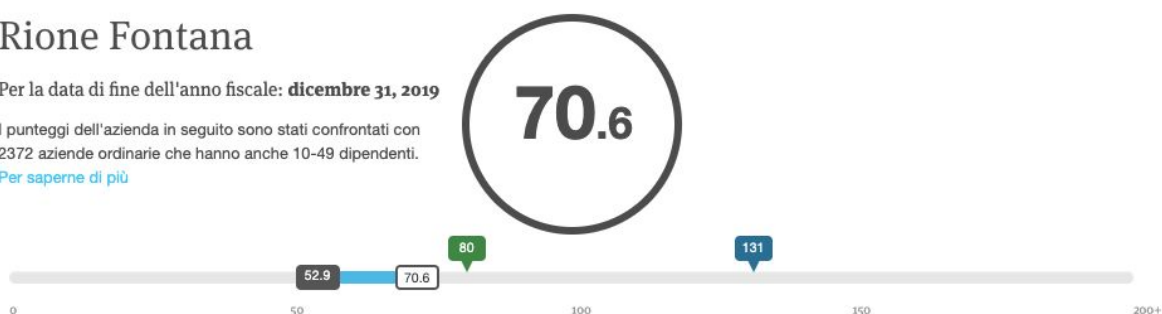 Rione Fontana
Per la data di fine dell'anno fiscale: dicembre 31, 2019
I punteggi dell'azienda in seguito sono stati confrontati con
2372 aziende ordinarie che hanno anche 10-49 dipendenti.
Per saperne di più
70.6
80
131
52.9
70.6
0
50
100
150
200+